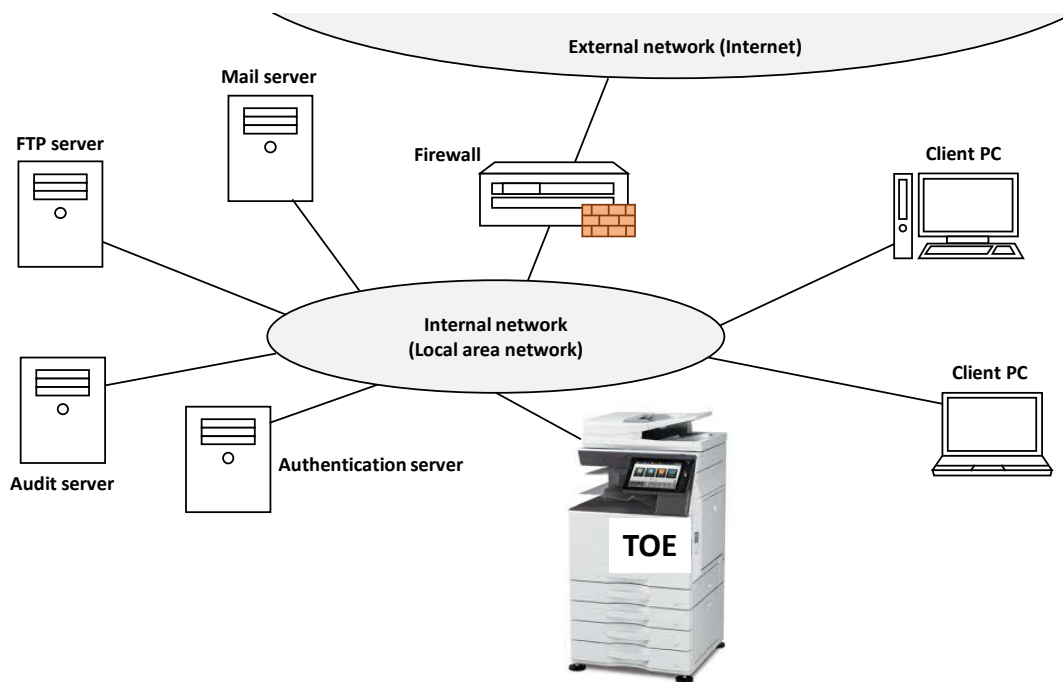 External network (Internet)
Mail server
FTP server
Firewall
Client PC
Internal network
(Local area network)
Client PC
Audit server
Authentication server
TOE